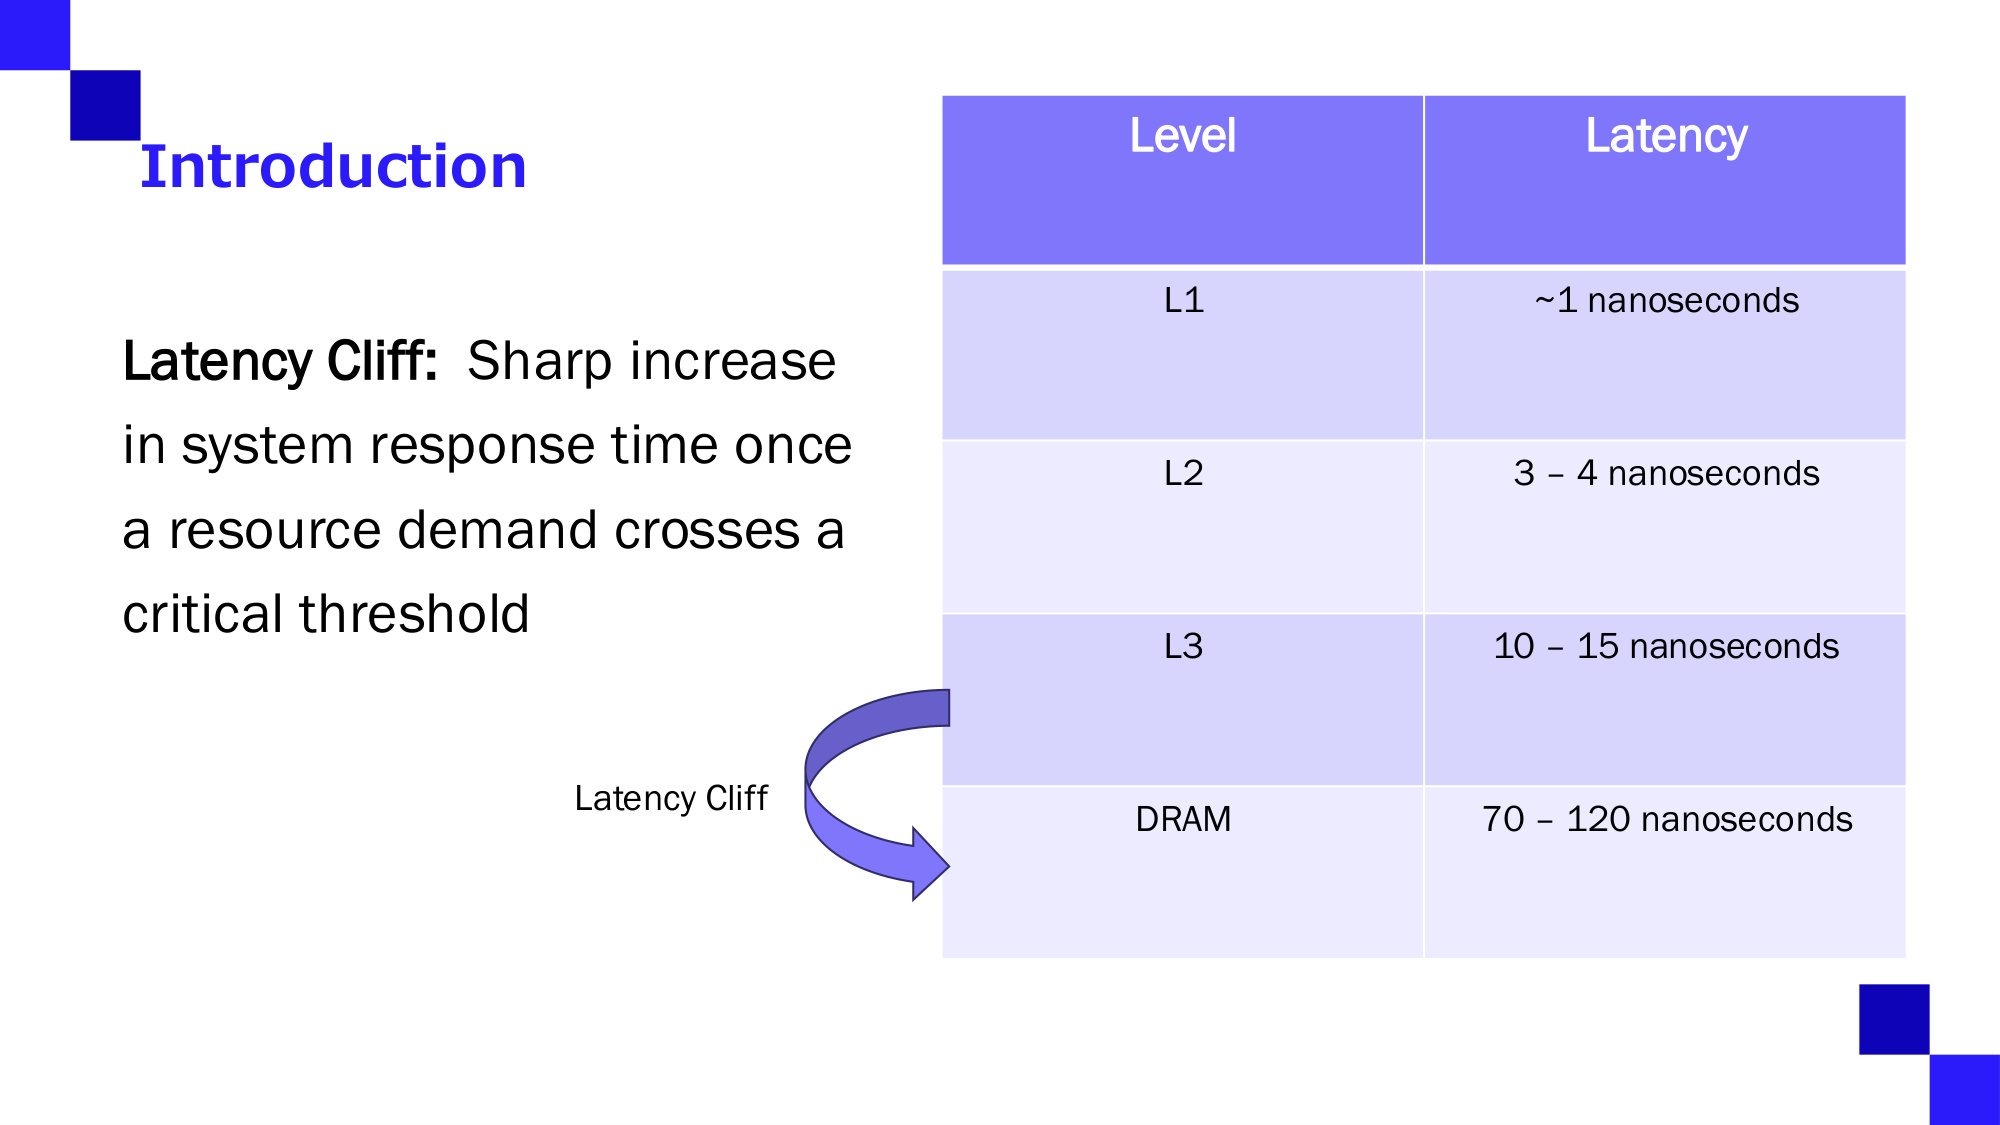 Introduction
Latency Cliff:  Sharp increase
in system response time once
a resource demand crosses a
critical threshold
Latency Cliff
Level Latency
L1 ~1 nanoseconds
L2 3 – 4 nanoseconds
L3 10 – 15 nanoseconds
DRAM 70 – 120 nanoseconds